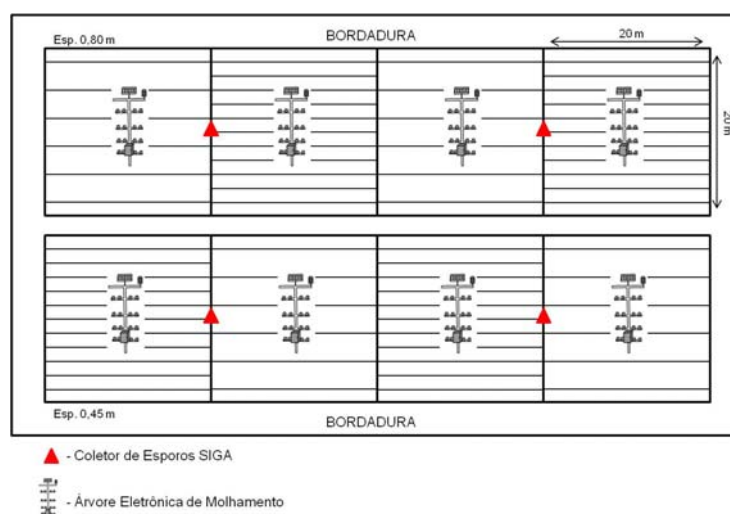 Esp. 0,80 m
BORDADURA
20 m
20 m
Esp. 0,45 m
BORDADURA
- Coletor de Esporos SIGA
- Árvore Eletrônica de Molhamento